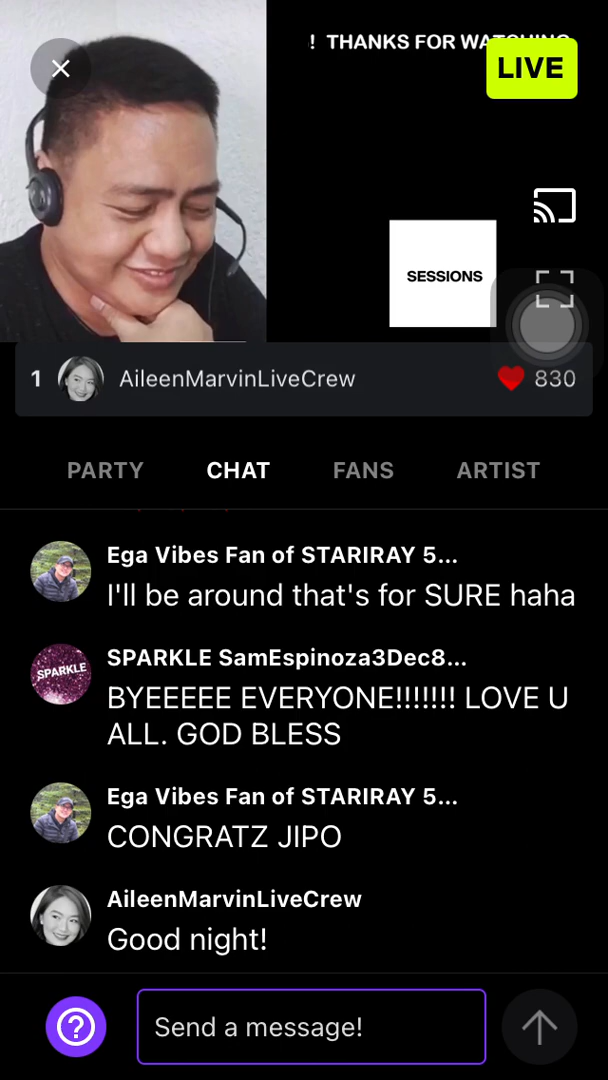 ! THANKS FOR WATCHING
LIVE
SESSIONS
1 AileenMarvinLiveCrew 830
PARTY CHAT FANS ARTIST
Ega Vibes Fan of STARIRAY 5...
I'll be around that's for SURE haha
SPARKLE
SPARKLE SamEspinoza3Dec8...
BYEEEEE EVERYONE!!!!!!! LOVE U
ALL. GOD BLESS
Ega Vibes Fan of STARIRAY 5...
CONGRATZ JIPO
AileenMarvinLiveCrew
Good night!
Send a message!